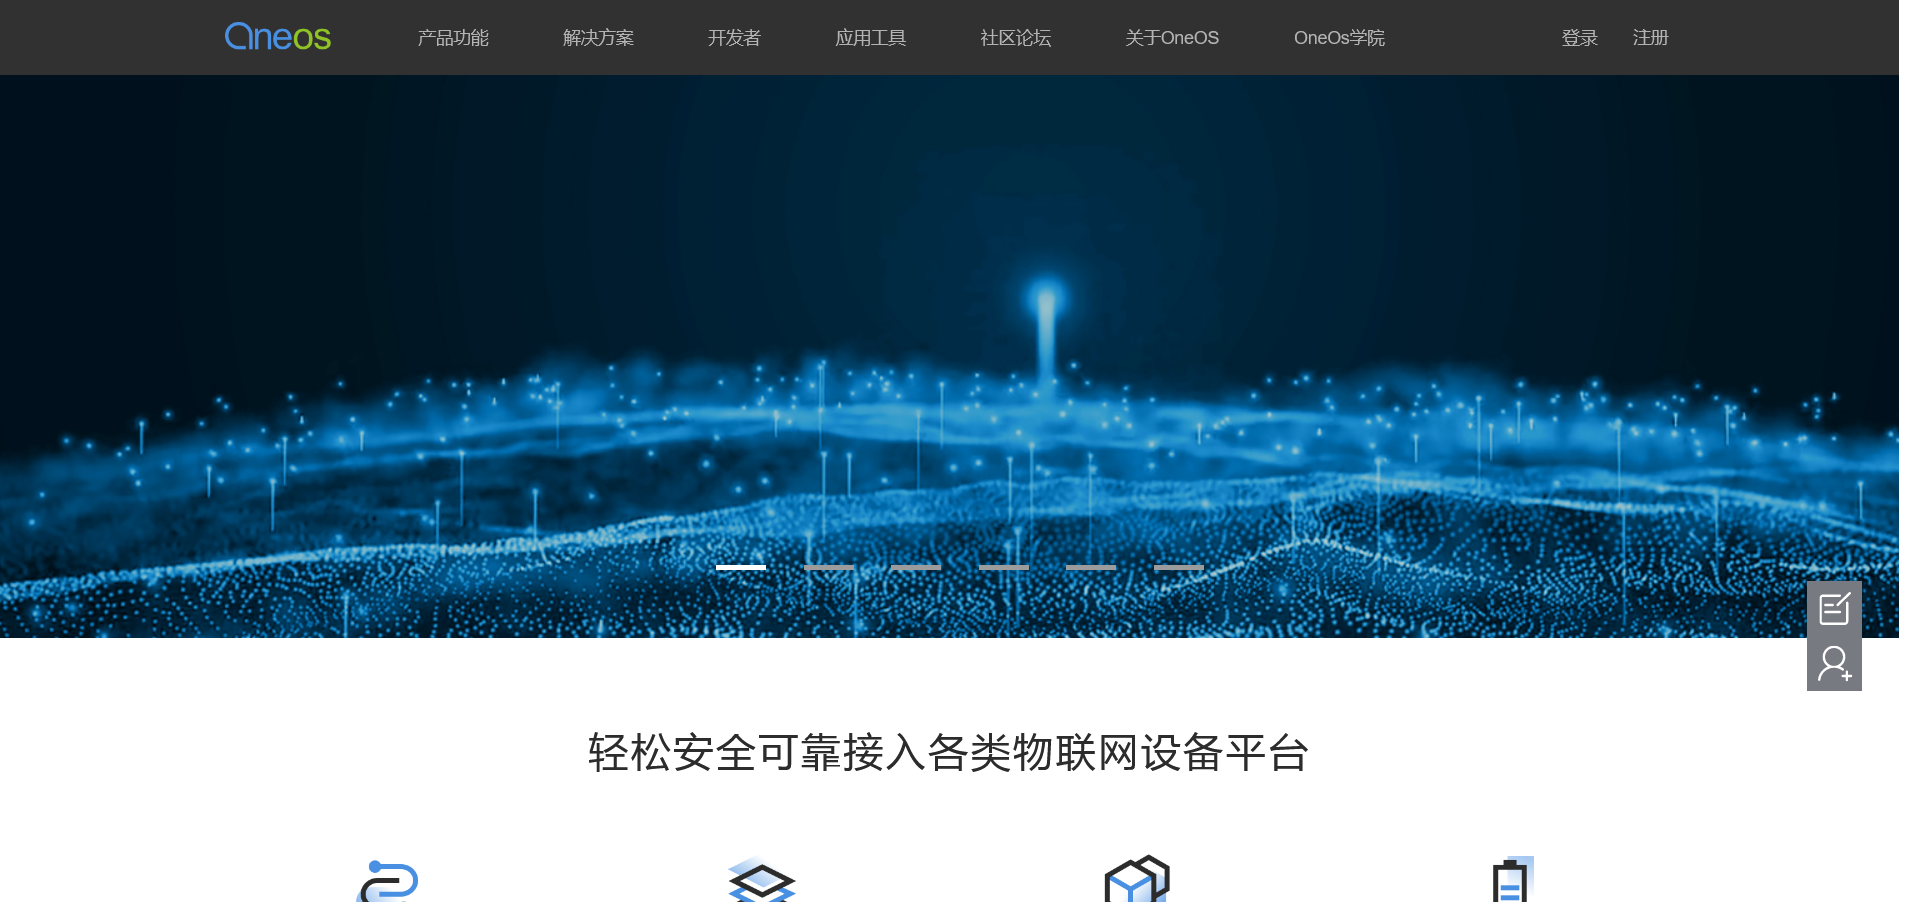 Oneos
产品功能
解决方案
开发者
应用工具
社区论坛
关于OneOS
OneOs学院
登录
注册
轻松安全可靠接入各类物联网设备平台